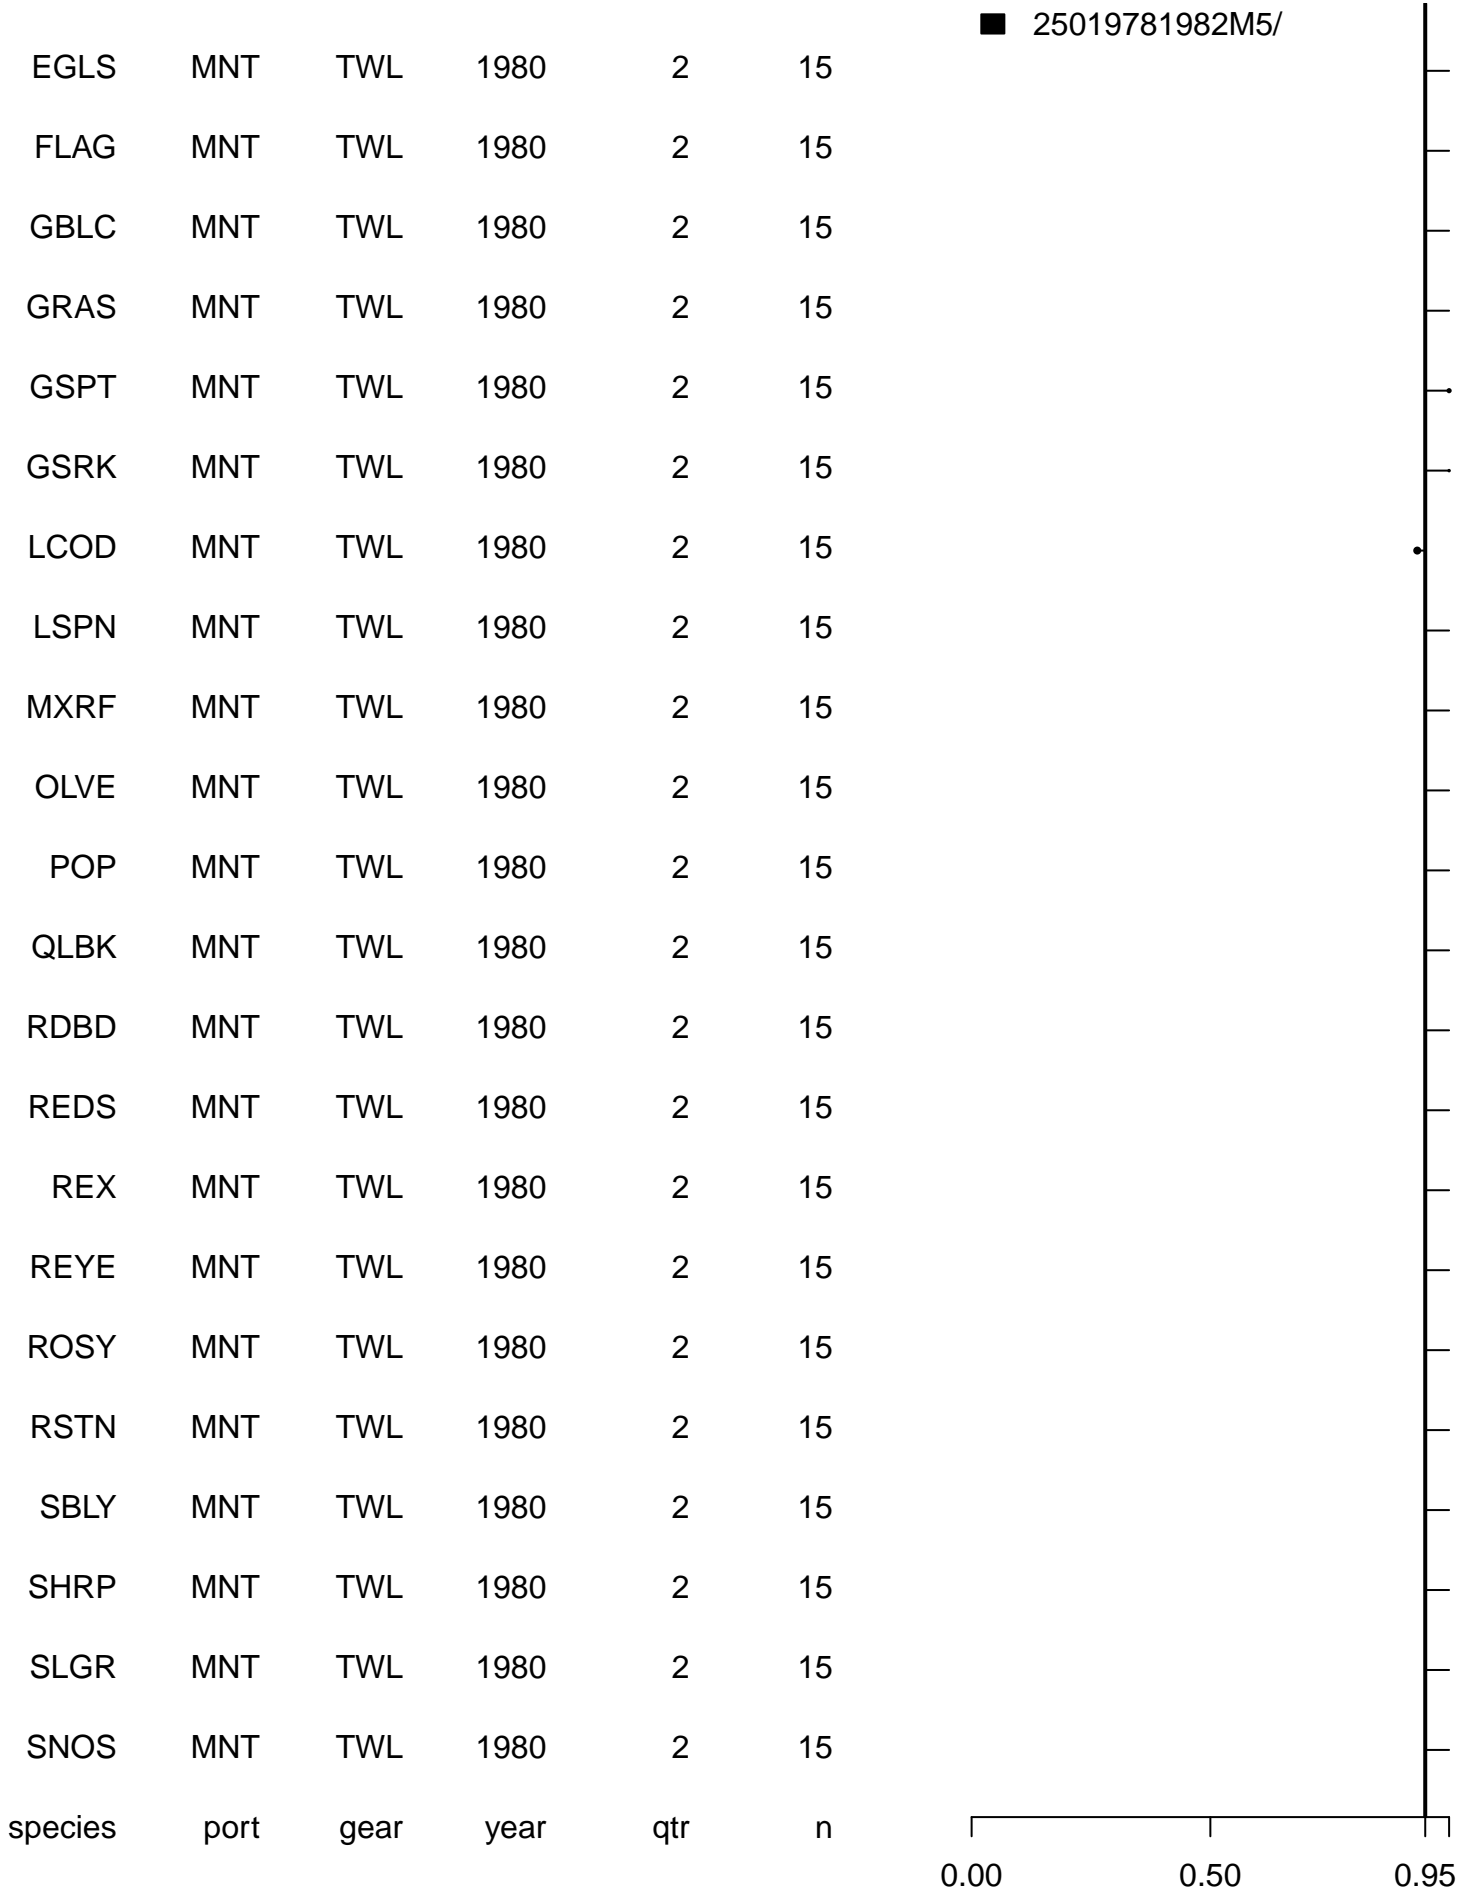 25019781982M5/
EGLS MNT TWL 1980 2 15
FLAG MNT TWL 1980 2 15
GBLC MNT TWL 1980 2 15
GRAS MNT TWL 1980 2 15
GSPT MNT TWL 1980 2 15
GSRK MNT TWL 1980 2 15
LCOD MNT TWL 1980 2 15
LSPN MNT TWL 1980 2 15
MXRF MNT TWL 1980 2 15
OLVE MNT TWL 1980 2 15
POP MNT TWL 1980 2 15
QLBK MNT TWL 1980 2 15
RDBD MNT TWL 1980 2 15
REDS MNT TWL 1980 2 15
REX MNT TWL 1980 2 15
REYE MNT TWL 1980 2 15
ROSY MNT TWL 1980 2 15
RSTN MNT TWL 1980 2 15
SBLY MNT TWL 1980 2 15
SHRP MNT TWL 1980 2 15
SLGR MNT TWL 1980 2 15
SNOS MNT TWL 1980 2 15
species port gear year qtr n
0.00 0.50 0.95